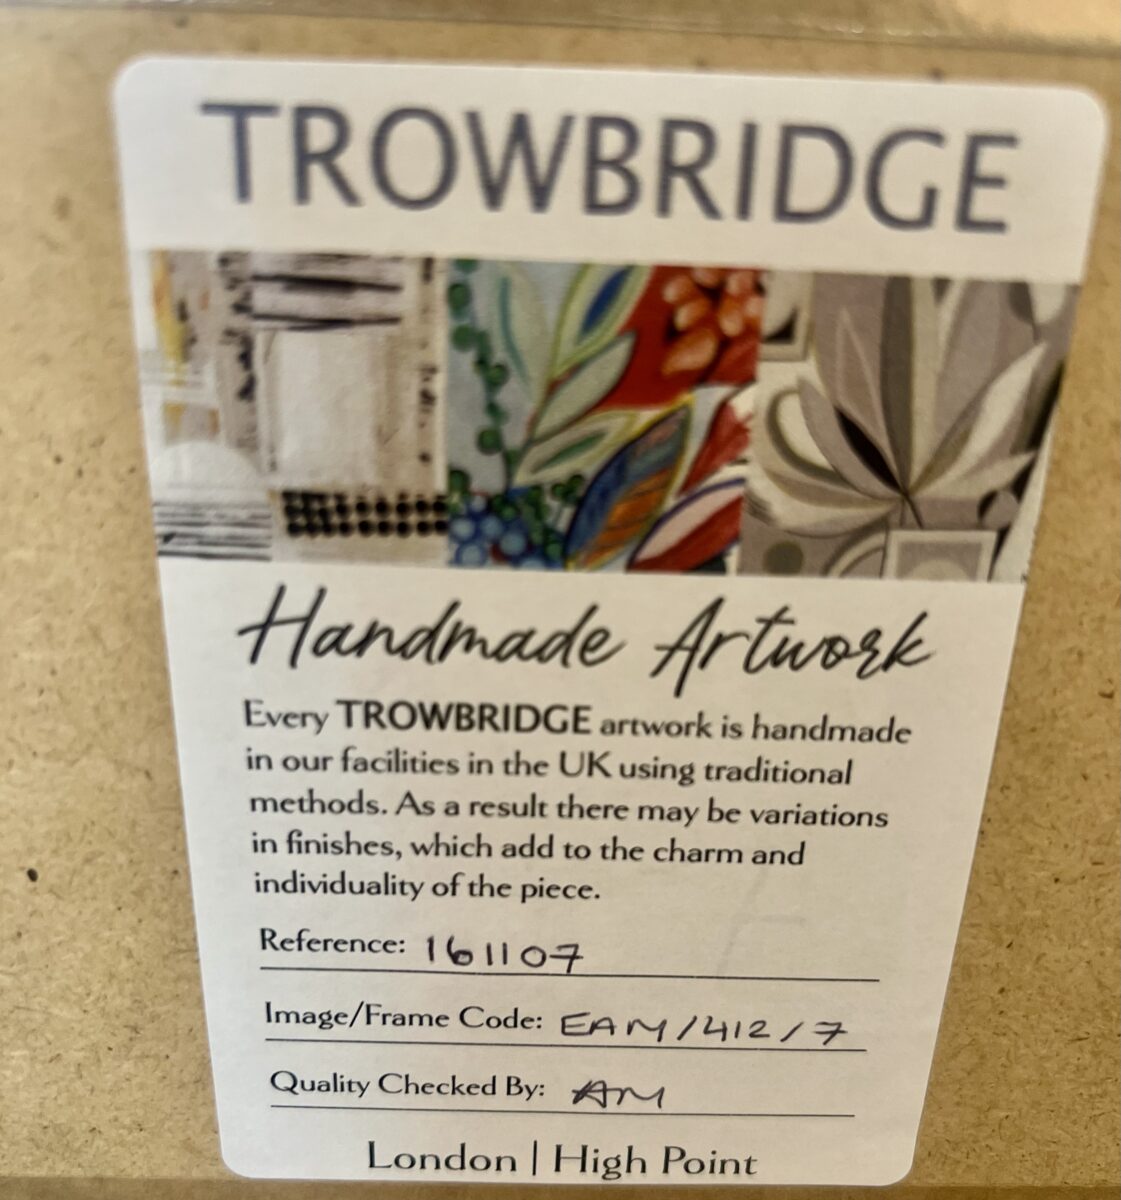 TROWBRIDGE
Handmade Artwork
Every TROWBRIDGE artwork is handmade
in our facilities in the UK using traditional
methods. As a result there may be variations
in finishes, which add to the charm and
individuality of the piece.
Reference: 161107
Image/Frame Code: EAM/412/7
Quality Checked By: AM
London | High Point